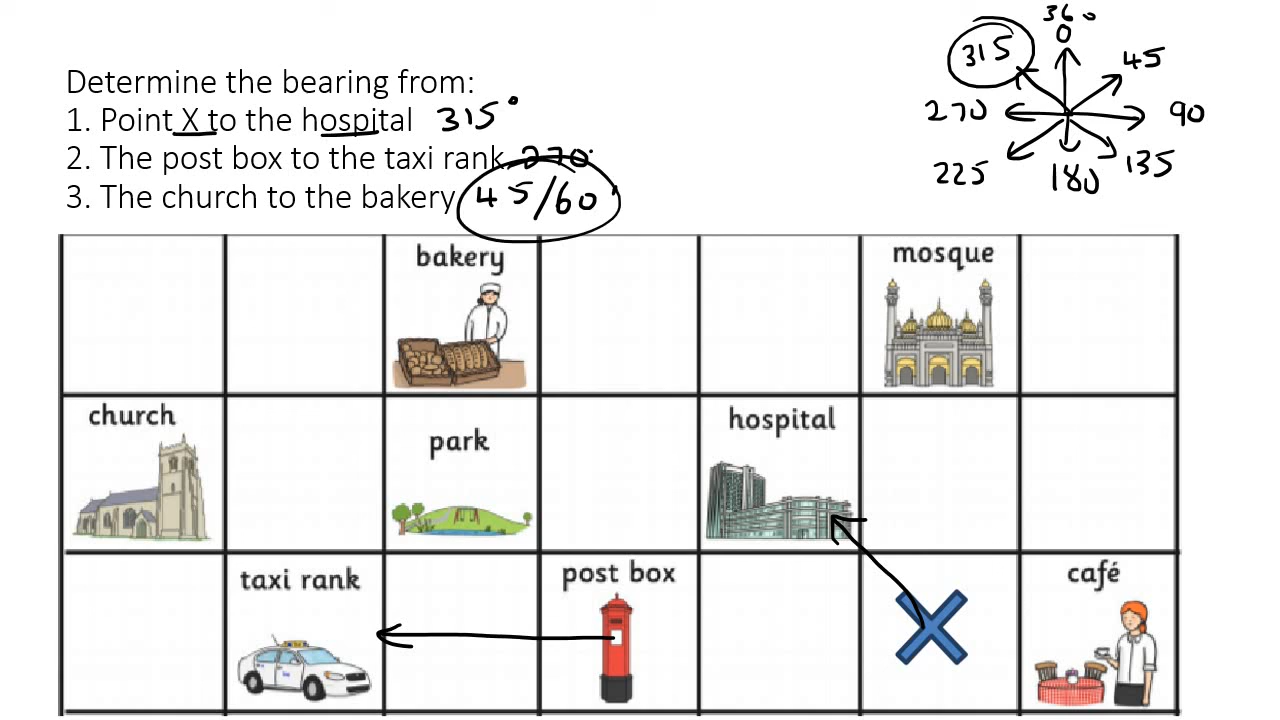 Determine the bearing from:
1. Point X to the hospital 315°
2. The post box to the taxi rank 270°
3. The church to the bakery 45/60°
360
0
315
45
270
90
225
180
135
bakery
mosque
church
park
hospital
taxi rank
post box
café